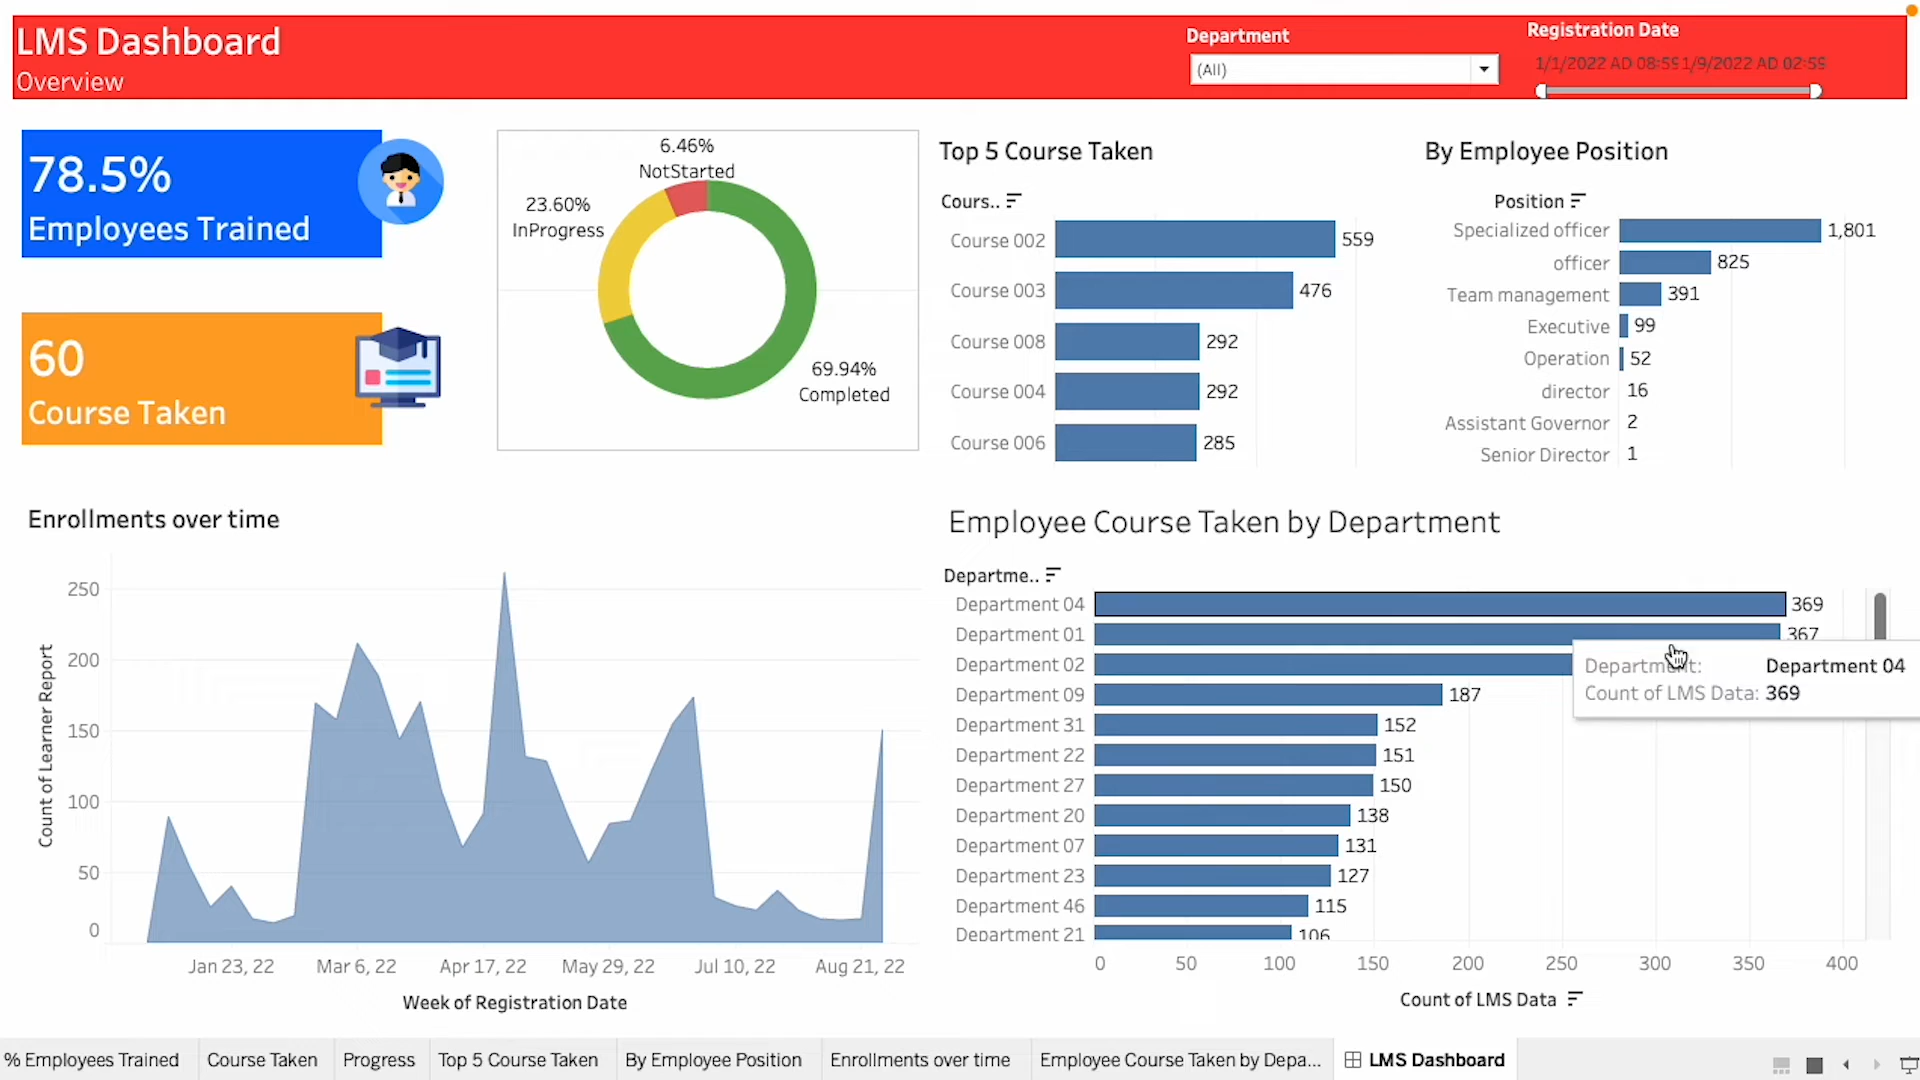 LMS Dashboard
Overview
Department
(All)
Registration Date
78.5%
Employees Trained
60
Course Taken
6.46%
NotStarted
23.60%
InProgress
69.94%
Completed
Top 5 Course Taken
Cours..
Course 002 559
Course 003 476
Course 008 292
Course 004 292
Course 006 285
By Employee Position
Position
Specialized officer 1,801
officer 825
Team management 391
Executive 99
Operation 52
director 16
Assistant Governor 2
Senior Director 1
Enrollments over time
Count of Learner Report
250
200
150
100
50
0
Jan 23, 22 Mar 6, 22 Apr 17, 22 May 29, 22 Jul 10, 22 Aug 21, 22
Week of Registration Date
Employee Course Taken by Department
Departme..
Department 04 369
Department 01 367
Department 02
Department 09 187
Department 31 152
Department 22 151
Department 27 150
Department 20 138
Department 07 131
Department 23 127
Department 46 115
Department 21 106
0 50 100 150 200 250 300 350 400
Count of LMS Data
Department: Department 04
Count of LMS Data: 369
% Employees Trained Course Taken Progress Top 5 Course Taken By Employee Position Enrollments over time Employee Course Taken by Depa... LMS Dashboard